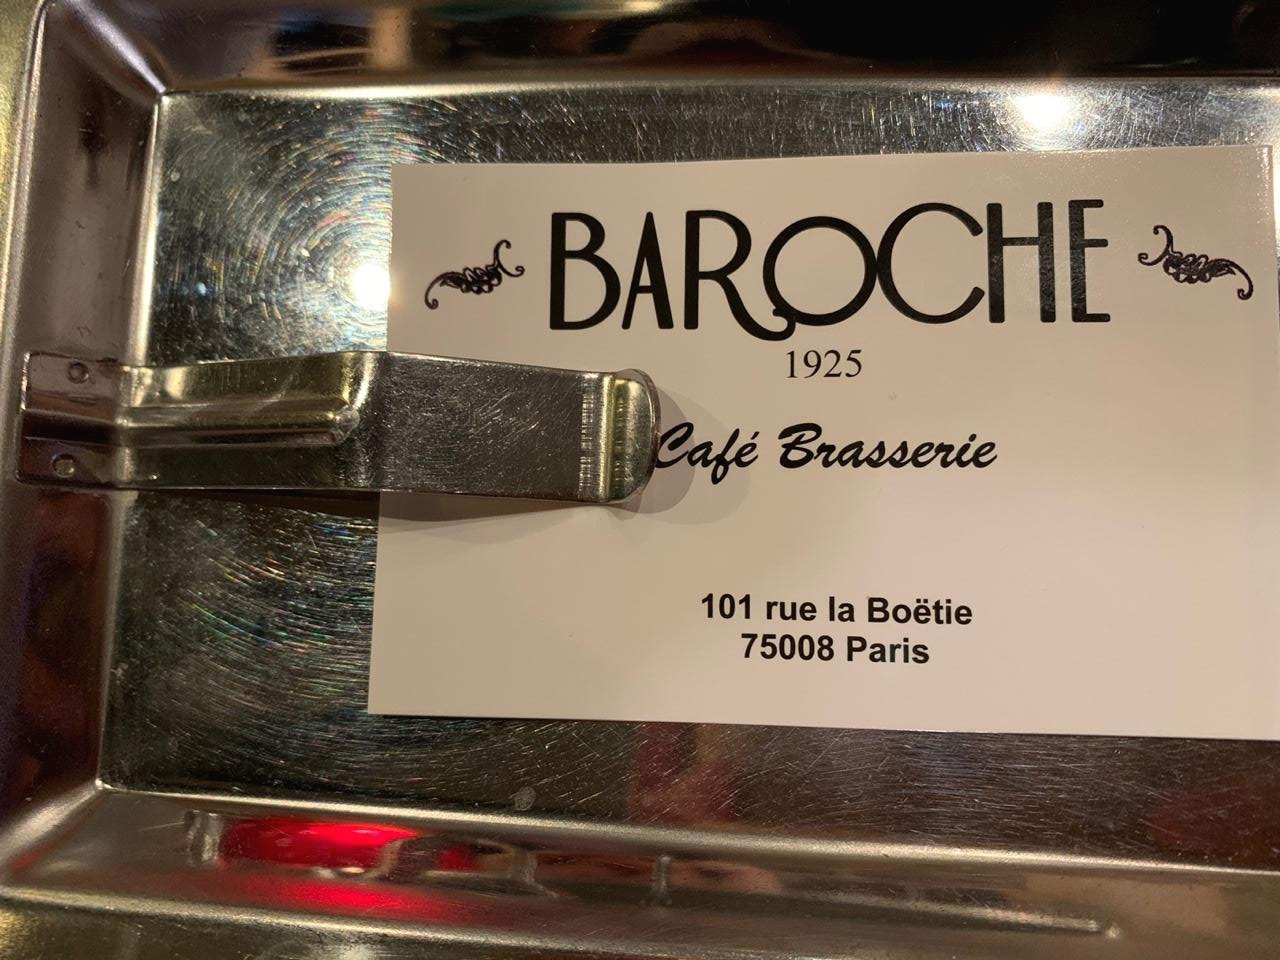 BAROCHE
1925
Café Brasserie
101 rue la Boëtie
75008 Paris